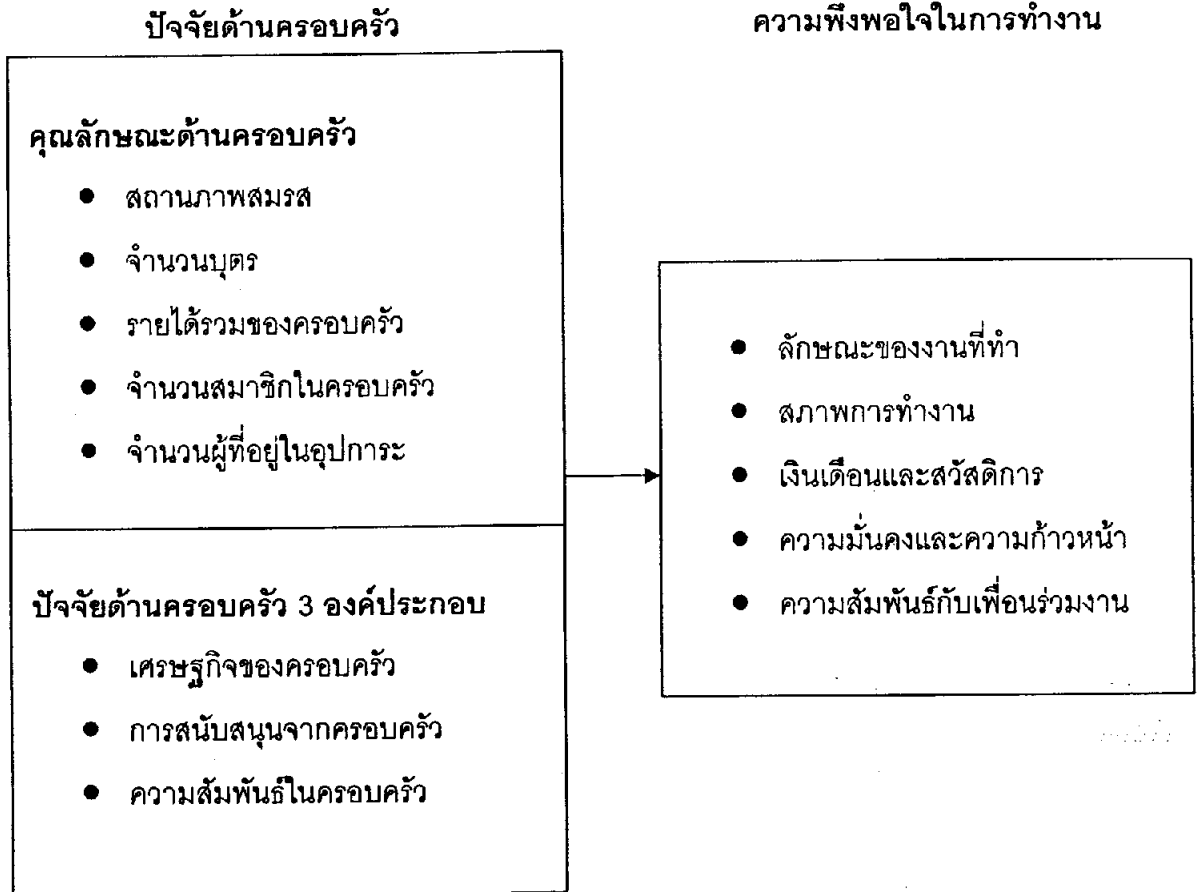 ปัจจัยด้านครอบครัว
ความพึงพอใจในการทำงาน
คุณลักษณะด้านครอบครัว
● สถานภาพสมรส
● จำนวนบุตร
● รายได้รวมของครอบครัว
● จำนวนสมาชิกในครอบครัว
● จำนวนผู้ที่อยู่ในอุปการะ
ปัจจัยด้านครอบครัว 3 องค์ประกอบ
● เศรษฐกิจของครอบครัว
● การสนับสนุนจากครอบครัว
● ความสัมพันธ์ในครอบครัว
● ลักษณะของงานที่ทำ
● สภาพการทำงาน
● เงินเดือนและสวัสดิการ
● ความมั่นคงและความก้าวหน้า
● ความสัมพันธ์กับเพื่อนร่วมงาน